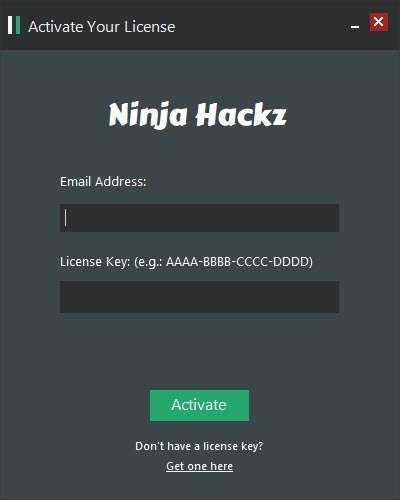 Activate Your License
Ninja Hackz
Email Address:
License Key: (e.g.: AAAA-BBBB-CCCC-DDDD)
Activate
Don't have a license key?
Get one here